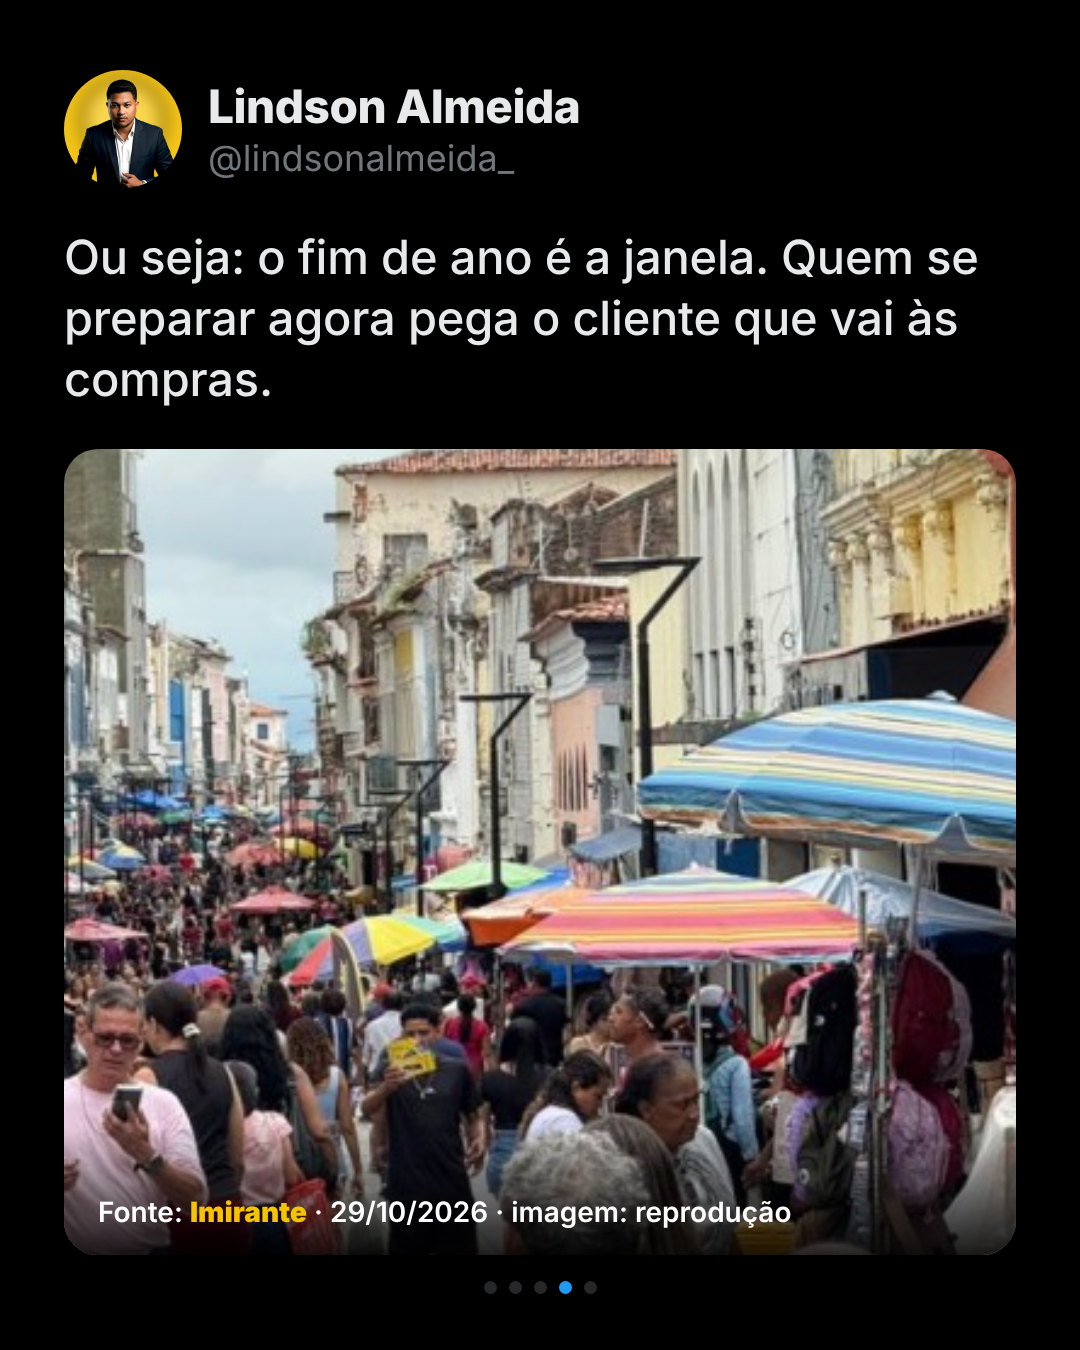 Lindson Almeida
@lindsonalmeida_
Ou seja: o fim de ano é a janela. Quem se
preparar agora pega o cliente que vai às
compras.
Fonte: Imirante · 29/10/2026 · imagem: reprodução